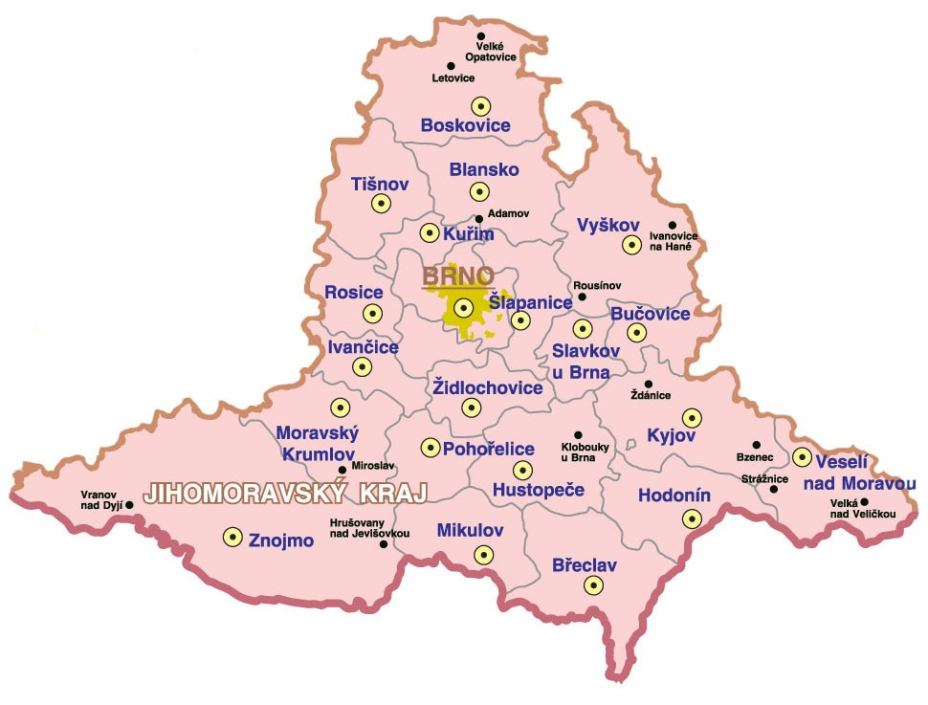 Velké
Opatovice
Letovice
Boskovice
Blansko
Tišnov
Adamov
Kuřim
Vyškov
Ivanovice
na Hané
BRNO
Rosice
Šlapanice
Rousínov
Bučovice
Ivančice
Slavkov
u Brna
Židlochovice
Ždánice
Moravský
Krumlov
Miroslav
Pohořelice
Klobouky
u Brna
Kyjov
Bzenec
Veselí
nad Moravou
Strážnice
Hustopeče
Hodonín
Velká
nad Veličkou
Vranov
nad Dyjí
JIHOMORAVSKÝ KRAJ
Znojmo
Hrušovany
nad Jevišovkou
Mikulov
Břeclav